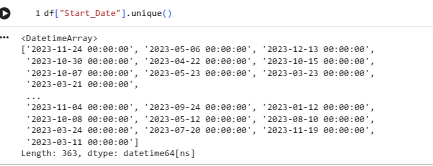 1 df["Start_Date"].unique()
... <DatetimeArray>
['2023-11-24 00:00:00', '2023-05-06 00:00:00', '2023-12-13 00:00:00',
'2023-10-30 00:00:00', '2023-04-22 00:00:00', '2023-10-15 00:00:00',
'2023-10-07 00:00:00', '2023-05-23 00:00:00', '2023-03-23 00:00:00',
'2023-03-21 00:00:00',
...
'2023-11-04 00:00:00', '2023-09-24 00:00:00', '2023-01-12 00:00:00',
'2023-10-08 00:00:00', '2023-05-12 00:00:00', '2023-08-10 00:00:00',
'2023-03-24 00:00:00', '2023-07-20 00:00:00', '2023-11-19 00:00:00',
'2023-03-11 00:00:00']
Length: 363, dtype: datetime64[ns]